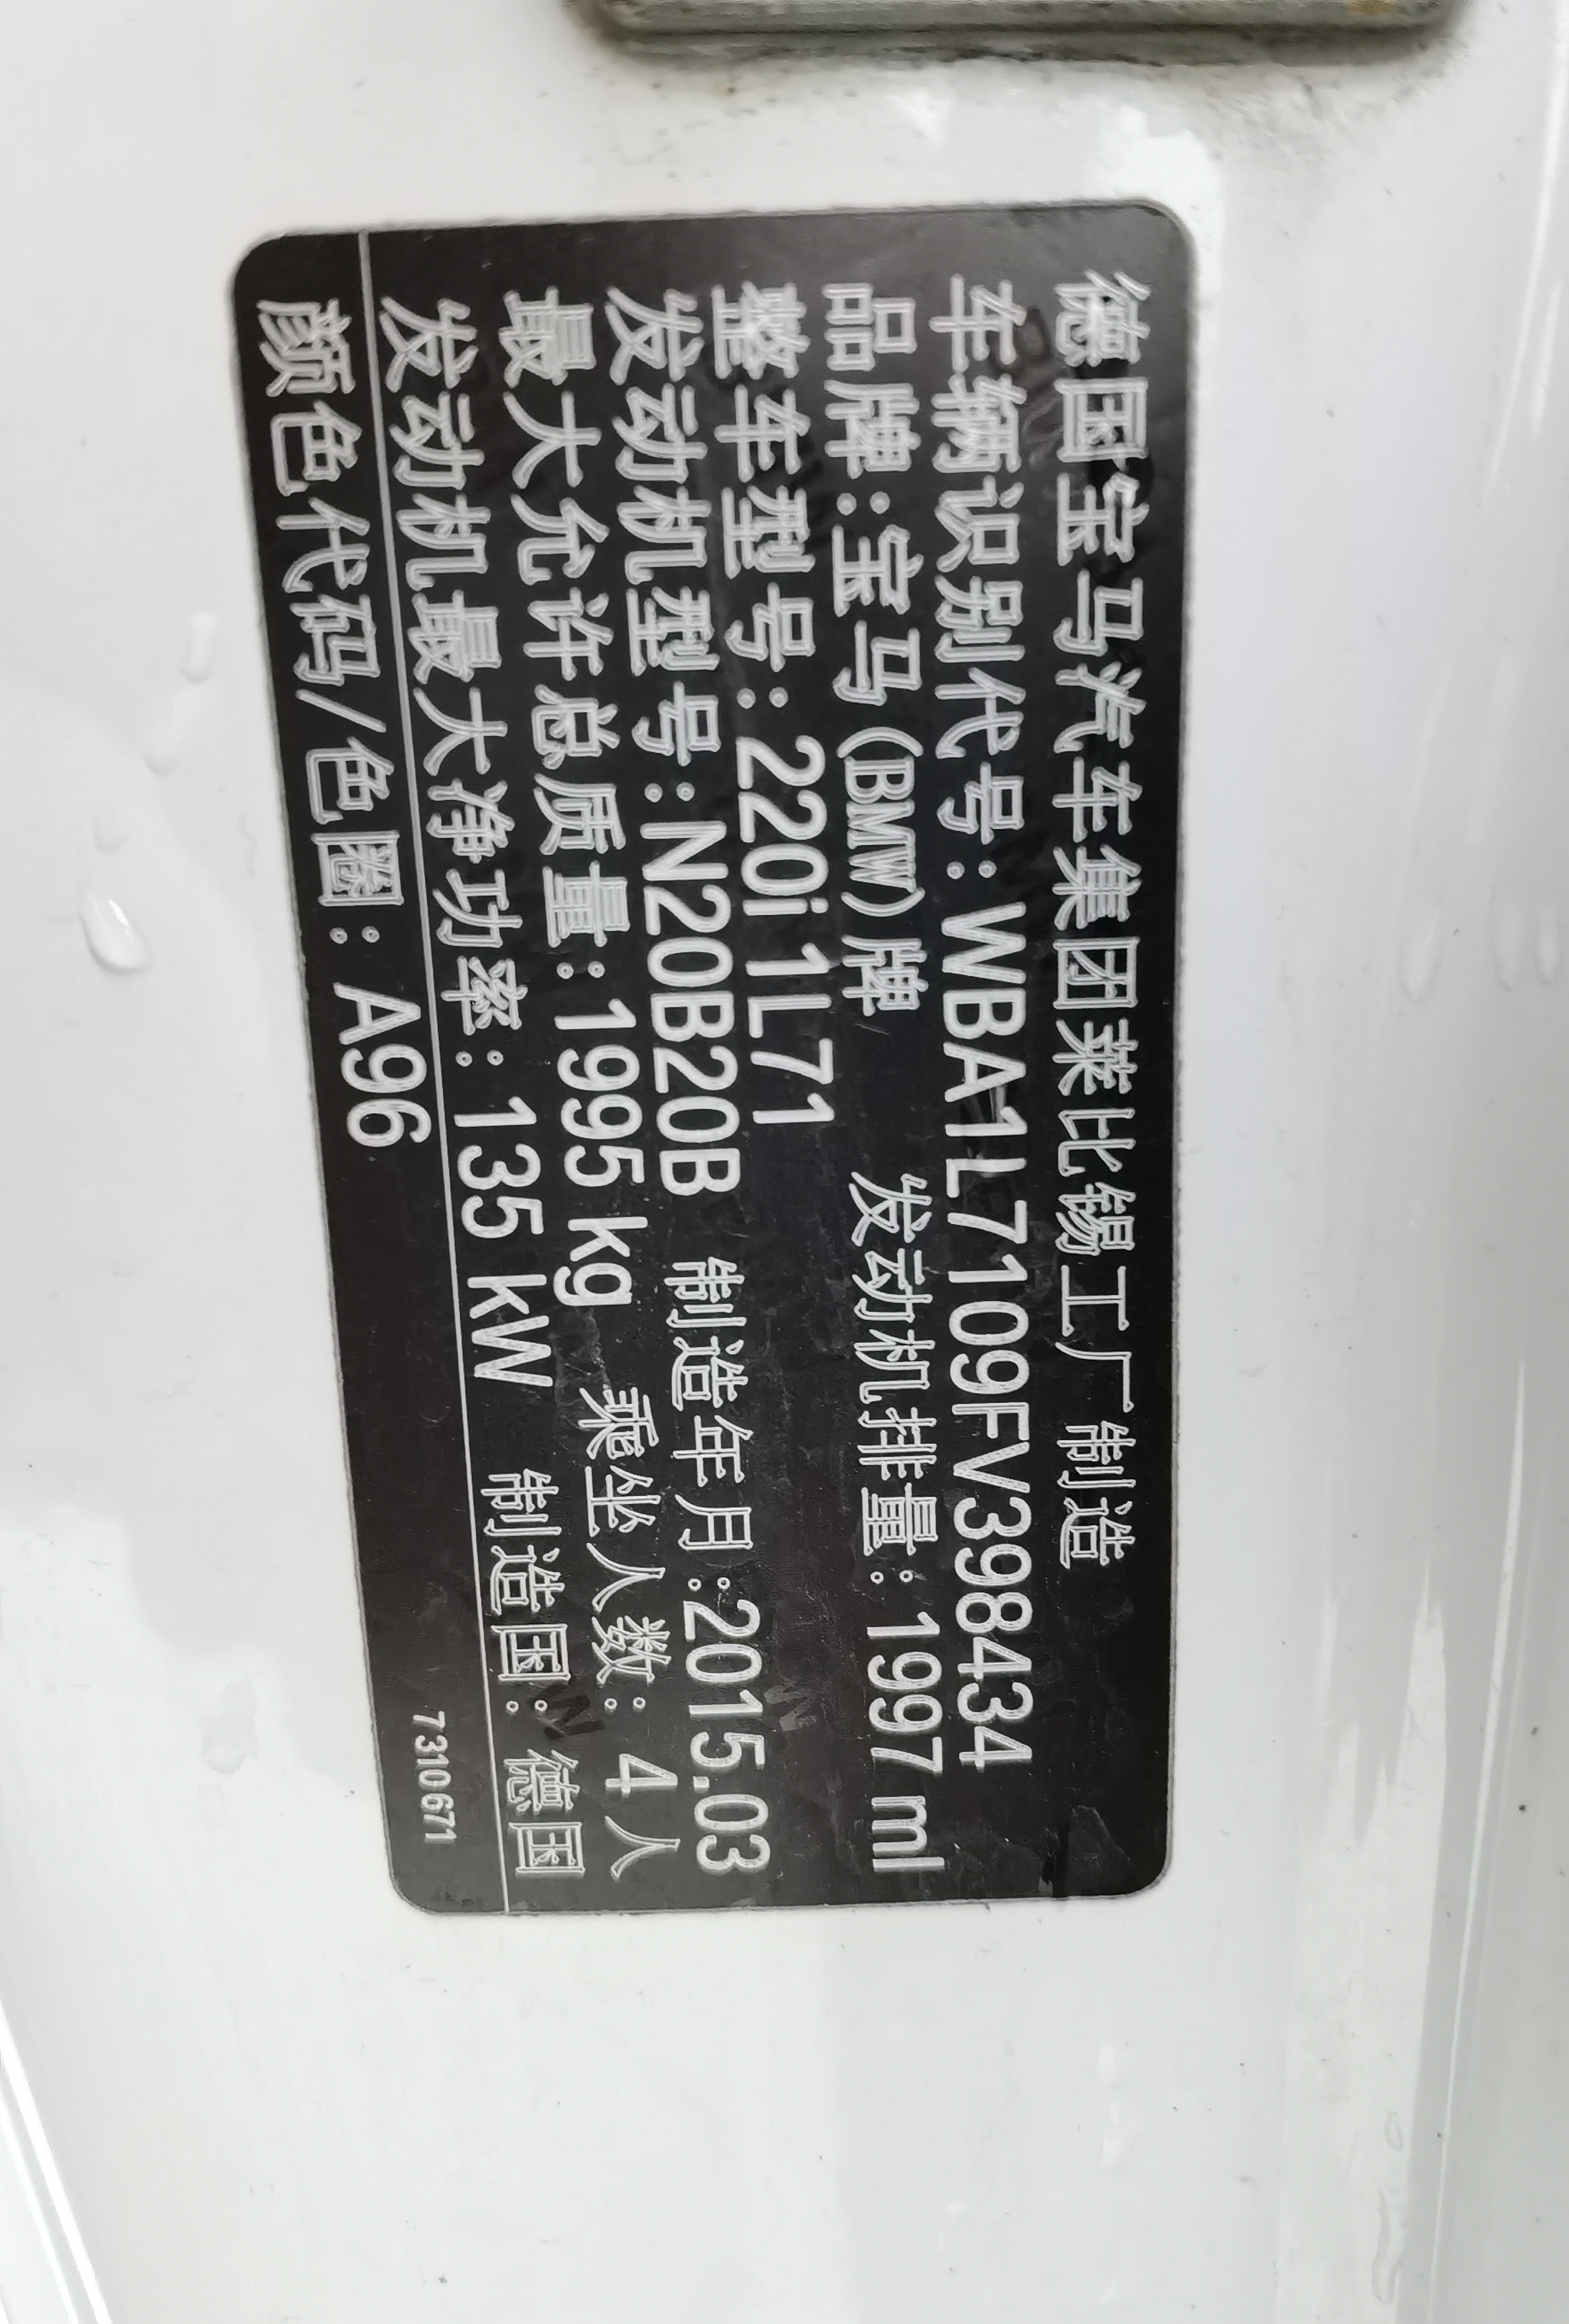 德国宝马汽车集团莱比锡工厂制造
车辆识别代号：WBA1L7109FV398434
品牌：宝马(BMW)牌 发动机排量：1997 ml
整车型号：220i 1L71
发动机型号：N20B20B 制造年月：2015.03
最大允许总质量：1995 kg 乘坐人数：4人
发动机最大净功率：135 kW 制造国：德国
颜色代码/色圈：A96
7310671